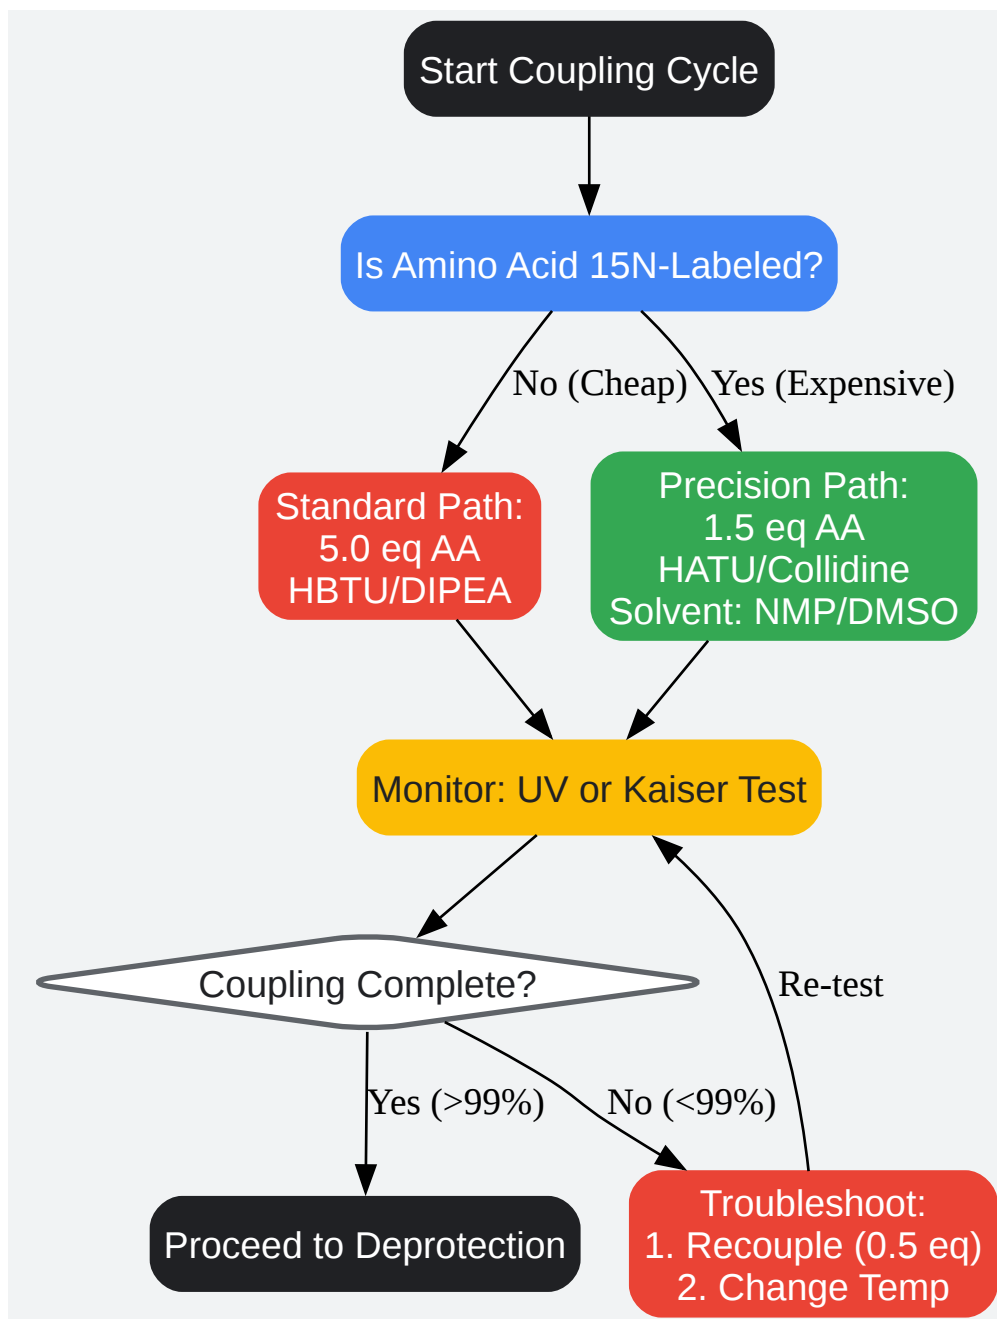 Start Coupling Cycle
Is Amino Acid 15N-Labeled?
No (Cheap)
Yes (Expensive)
Standard Path:
5.0 eq AA
HBTU/DIPEA
Precision Path:
1.5 eq AA
HATU/Collidine
Solvent: NMP/DMSO
Monitor: UV or Kaiser Test
Coupling Complete?
Re-test
Yes (>99%)
No (<99%)
Proceed to Deprotection
Troubleshoot:
1. Recouple (0.5 eq)
2. Change Temp